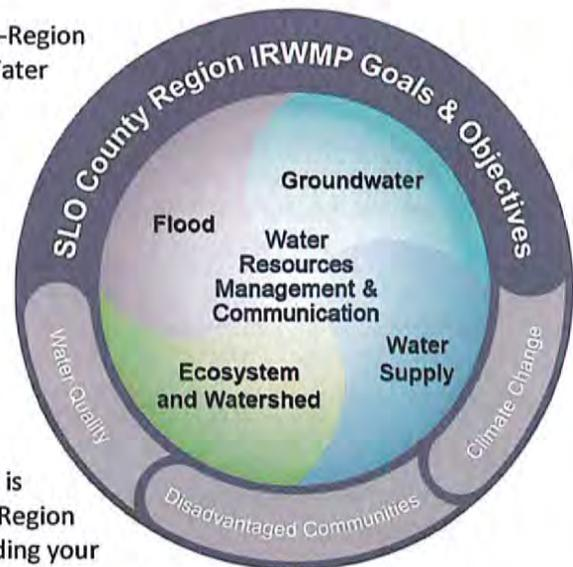 -Region
Water
SLO County Region IRWMP Goals & Objectives
Groundwater
Flood
Water
Resources
Management &
Communication
Water
Supply
Ecosystem
and Watershed
Water Quality
Disadvantaged Communities
Climate Change
is
Region
ding your